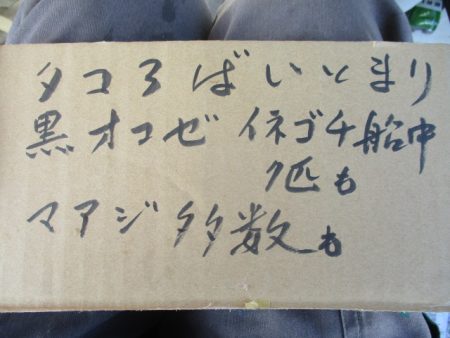 タコ3ばいとまり
黒オコゼ イネゴチ船中
7匹も
マアジ多数も